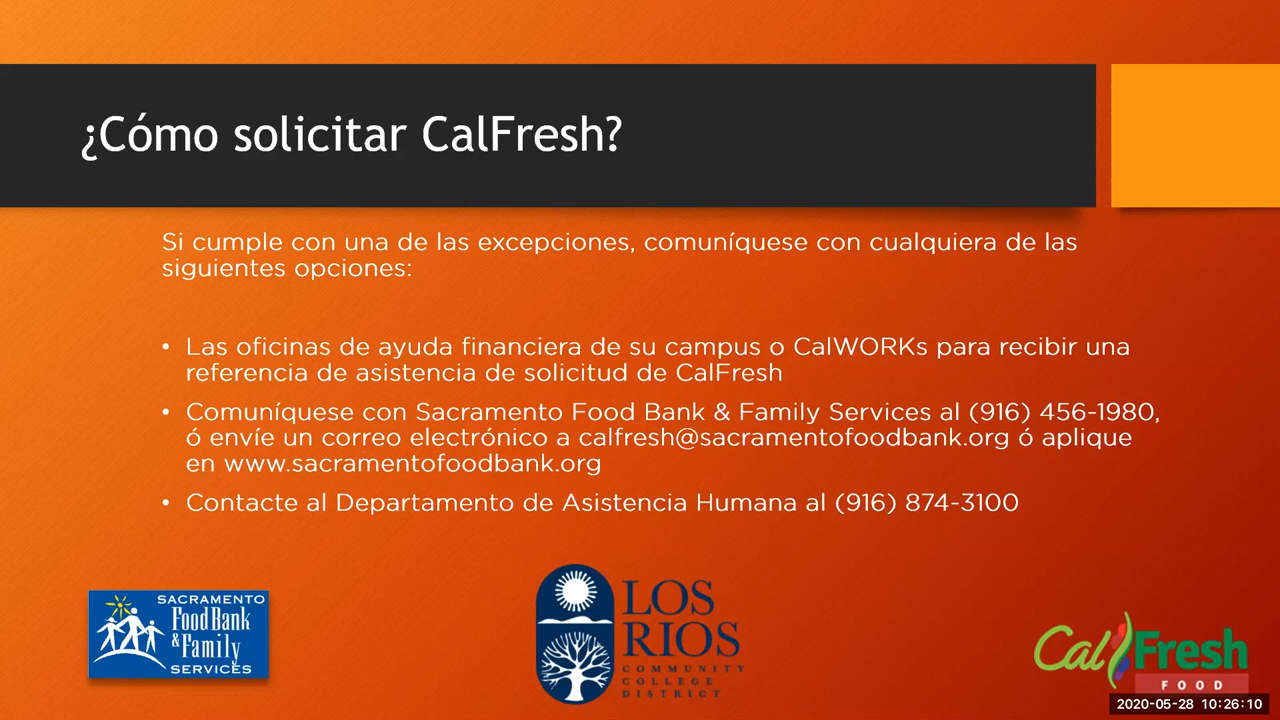 ¿Cómo solicitar CalFresh?
Si cumple con una de las excepciones, comuníquese con cualquiera de las
siguientes opciones:
• Las oficinas de ayuda financiera de su campus o CalWORKs para recibir una
referencia de asistencia de solicitud de CalFresh
• Comuníquese con Sacramento Food Bank & Family Services al (916) 456-1980,
ó envíe un correo electrónico a calfresh@sacramentofoodbank.org ó aplique
en www.sacramentofoodbank.org
• Contacte al Departamento de Asistencia Humana al (916) 874-3100
SACRAMENTO
Food Bank
& Family
SERVICES
LOS
RIOS
COMMUNITY
COLLEGE
DISTRICT
CalFresh
FOOD
2020-05-28 10:26:10